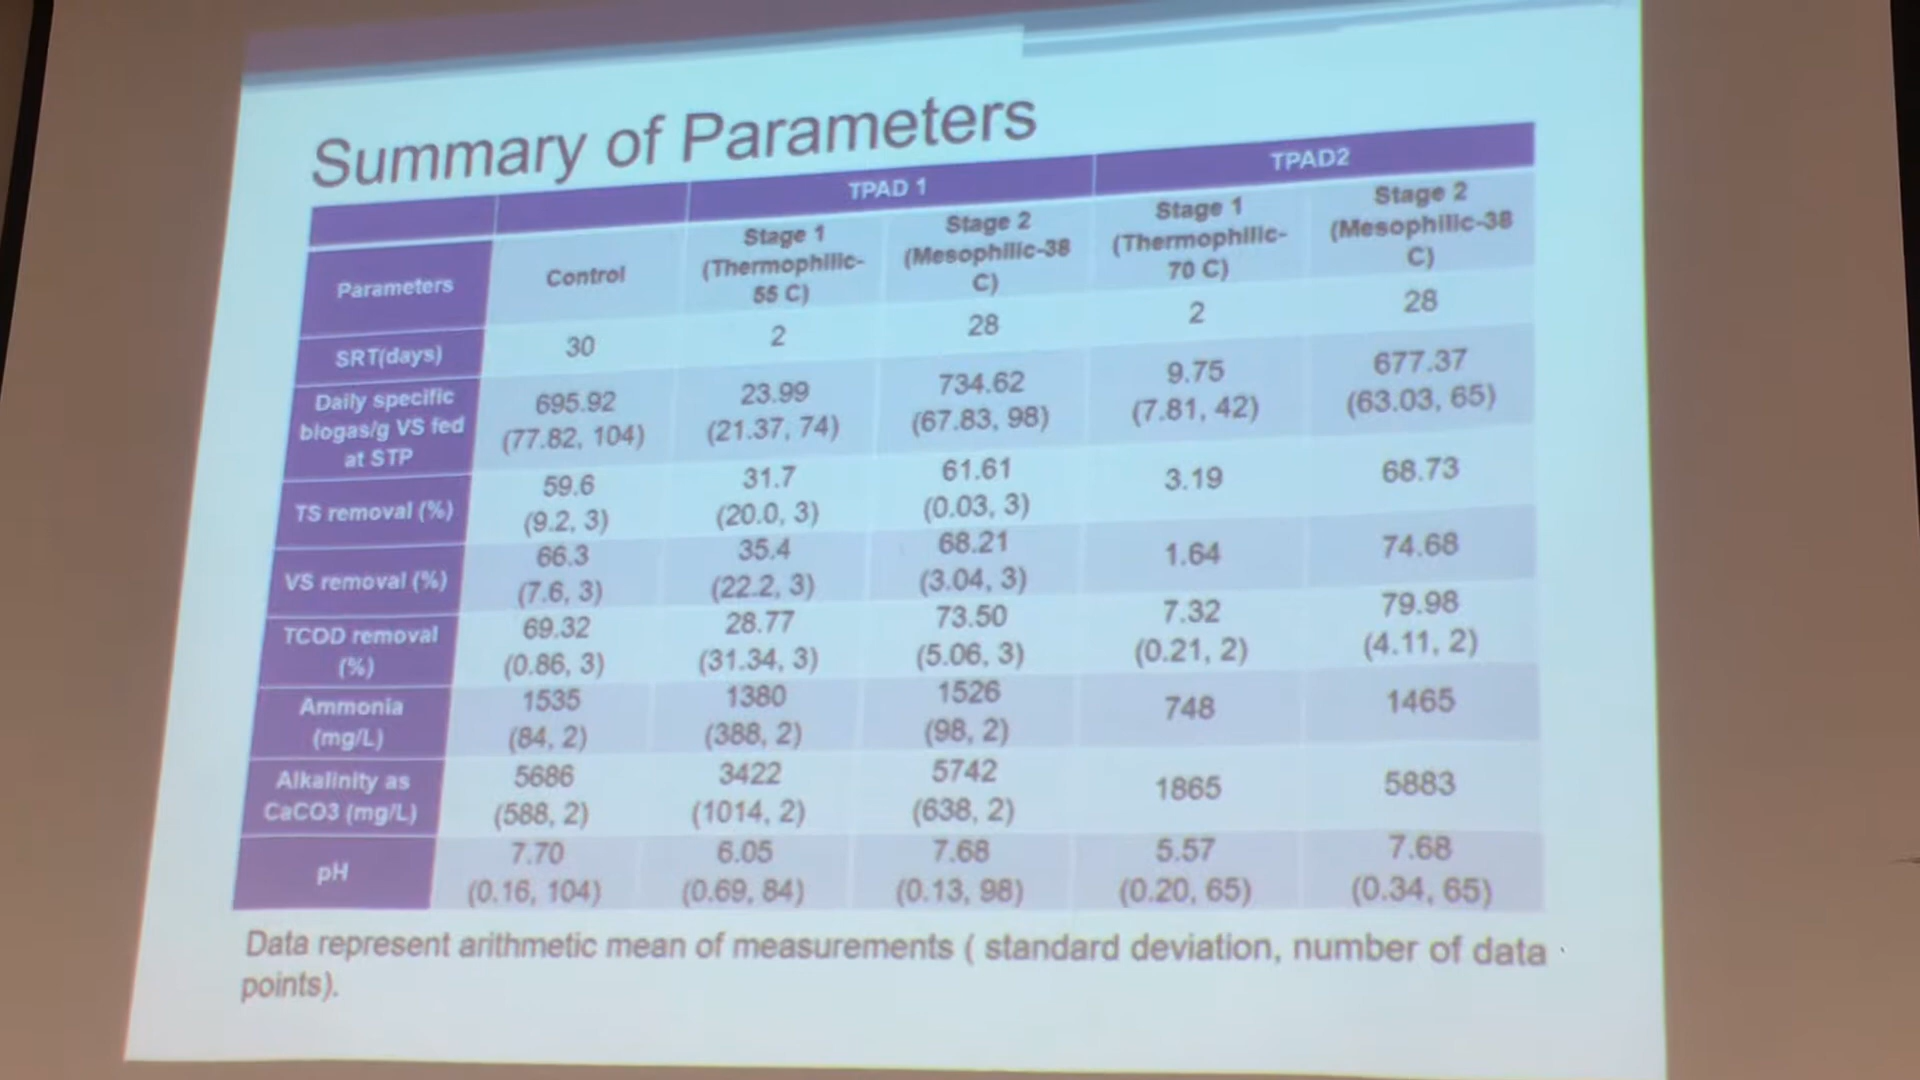 Summary of Parameters
TPAD 1
TPAD2
Parameters
Control
Stage 1
(Thermophilic-
55 C)
Stage 2
(Mesophilic-38
C)
Stage 1
(Thermophilic-
70 C)
Stage 2
(Mesophilic-38
C)
SRT(days)
30
2
28
2
28
Daily specific
biogas/g VS fed
at STP
695.92
(77.82, 104)
23.99
(21.37, 74)
734.62
(67.83, 98)
9.75
(7.81, 42)
677.37
(63.03, 65)
TS removal (%)
59.6
(9.2, 3)
31.7
(20.0, 3)
61.61
(0.03, 3)
3.19
68.73
VS removal (%)
66.3
(7.6, 3)
35.4
(22.2, 3)
68.21
(3.04, 3)
1.64
74.68
TCOD removal
(%)
69.32
(0.86, 3)
28.77
(31.34, 3)
73.50
(5.06, 3)
7.32
(0.21, 2)
79.98
(4.11, 2)
Ammonia
(mg/L)
1535
(84, 2)
1380
(388, 2)
1526
(98, 2)
748
1465
Alkalinity as
CaCO3 (mg/L)
5686
(588, 2)
3422
(1014, 2)
5742
(638, 2)
1865
5883
pH
7.70
(0.16, 104)
6.05
(0.69, 84)
7.68
(0.13, 98)
5.57
(0.20, 65)
7.68
(0.34, 65)
Data represent arithmetic mean of measurements ( standard deviation, number of data
points).